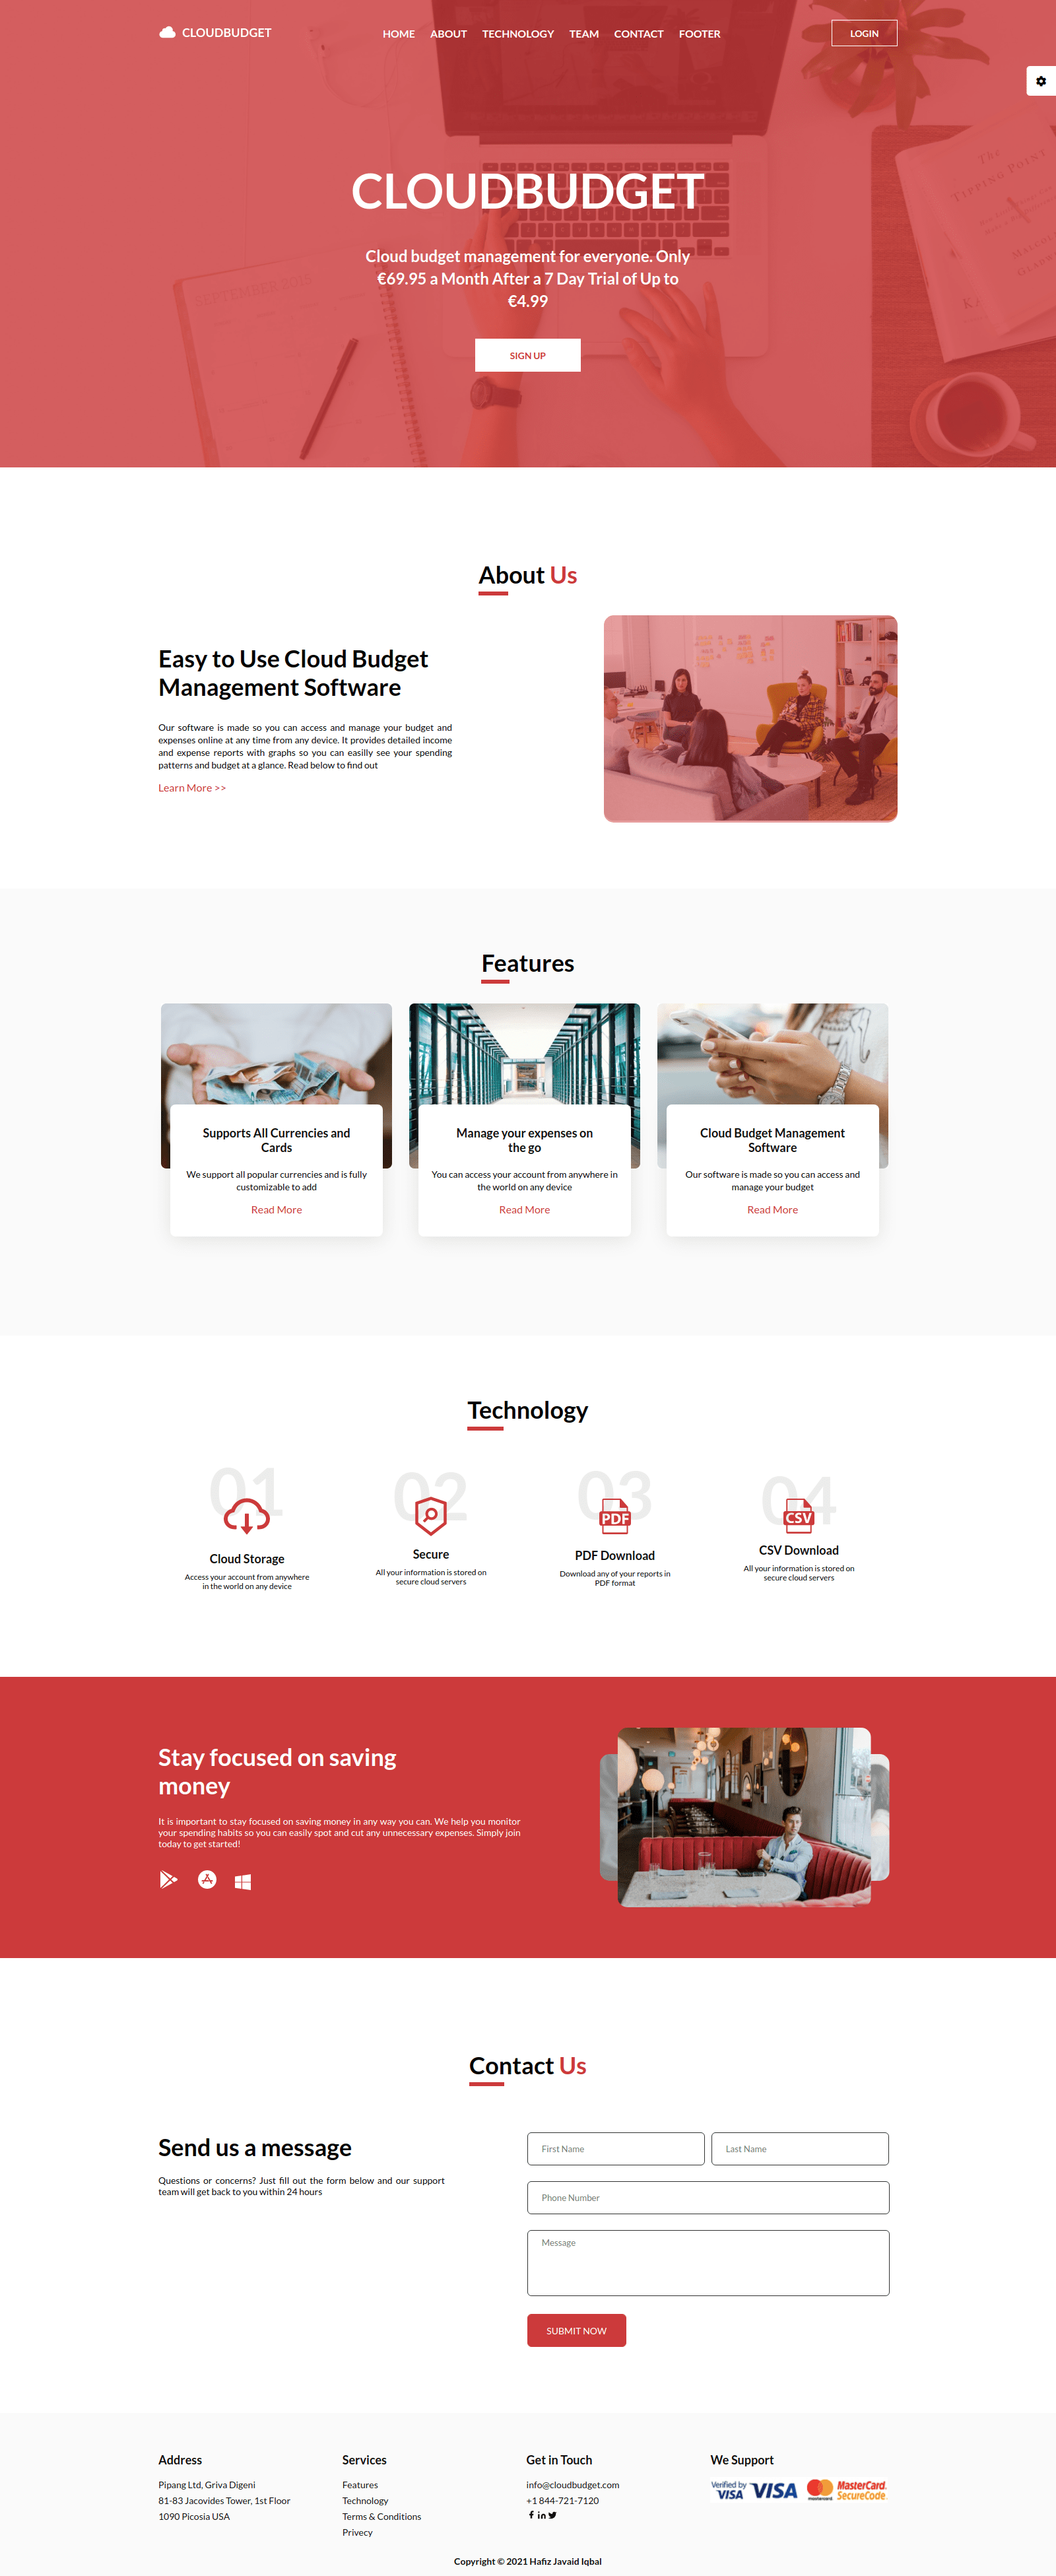 CLOUDBUDGET
HOME ABOUT TECHNOLOGY TEAM CONTACT FOOTER
LOGIN
The
TIPPING POINT
SEPTEMBER 2015
CLOUDBUDGET
Cloud budget management for everyone. Only
€69.95 a Month After a 7 Day Trial of Up to
€4.99
SIGN UP
About Us
Easy to Use Cloud Budget
Management Software
Our software is made so you can access and manage your budget and
expenses online at any time from any device. It provides detailed income
and expense reports with graphs so you can easilly see your spending
patterns and budget at a glance. Read below to find out
Learn More >>
Features
Supports All Currencies and
Cards
We support all popular currencies and is fully
customizable to add
Read More
Manage your expenses on
the go
You can access your account from anywhere in
the world on any device
Read More
Cloud Budget Management
Software
Our software is made so you can access and
manage your budget
Read More
Technology
01
Cloud Storage
Access your account from anywhere
in the world on any device
02
Secure
All your information is stored on
secure cloud servers
03
PDF
PDF Download
Download any of your reports in
PDF format
04
CSV
CSV Download
All your information is stored on
secure cloud servers
Stay focused on saving
money
It is important to stay focused on saving money in any way you can. We help you monitor
your spending habits so you can easily spot and cut any unnecessary expenses. Simply join
today to get started!
Contact Us
Send us a message
Questions or concerns? Just fill out the form below and our support
team will get back to you within 24 hours
First Name
Last Name
Phone Number
Message
SUBMIT NOW
Address
Pipang Ltd, Griva Digeni
81-83 Jacovides Tower, 1st Floor
1090 Picosia USA
Services
Features
Technology
Terms & Conditions
Privecy
Get in Touch
info@cloudbudget.com
+1 844-721-7120
We Support
Verified by
VISA
VISA
mastercard
MasterCard.
SecureCode.
Copyright © 2021 Hafiz Javaid Iqbal